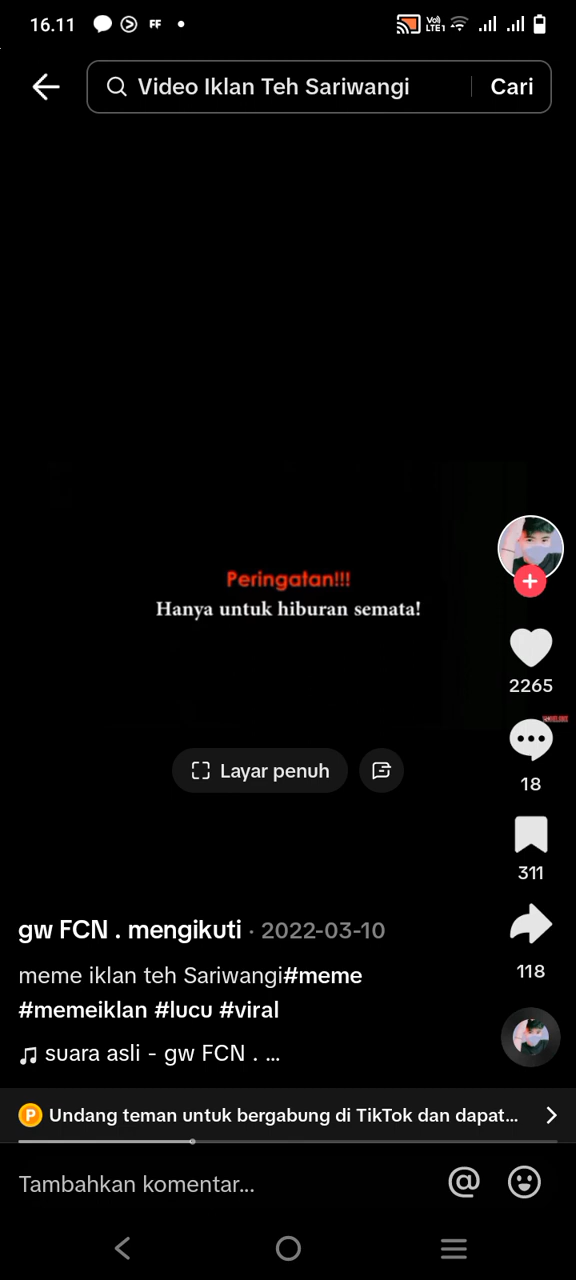 16.11
FF
Vo))
LTE1
Video Iklan Teh Sariwangi
Cari
Peringatan!!!
Hanya untuk hiburan semata!
2265
18
Layar penuh
311
gw FCN . mengikuti · 2022-03-10
118
meme iklan teh Sariwangi#meme
#memeiklan #lucu #viral
suara asli - gw FCN . ...
P Undang teman untuk bergabung di TikTok dan dapat...
Tambahkan komentar...
@